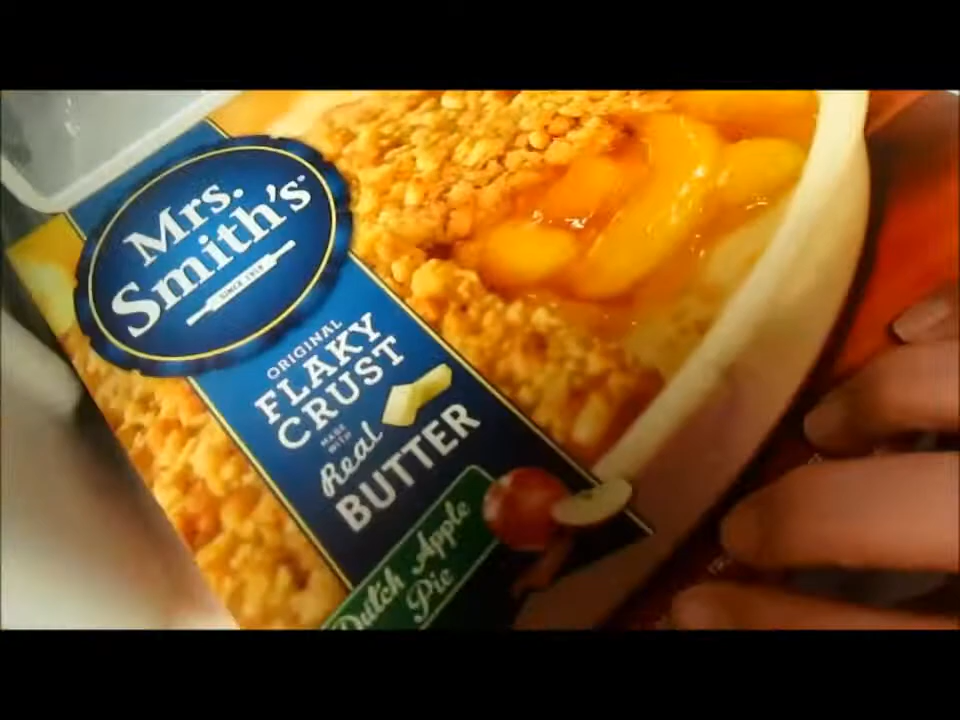 Mrs.
Smith's
SINCE 1919
ORIGINAL
FLAKY
CRUST
MADE
WITH
Real
BUTTER
Dutch Apple
Pie